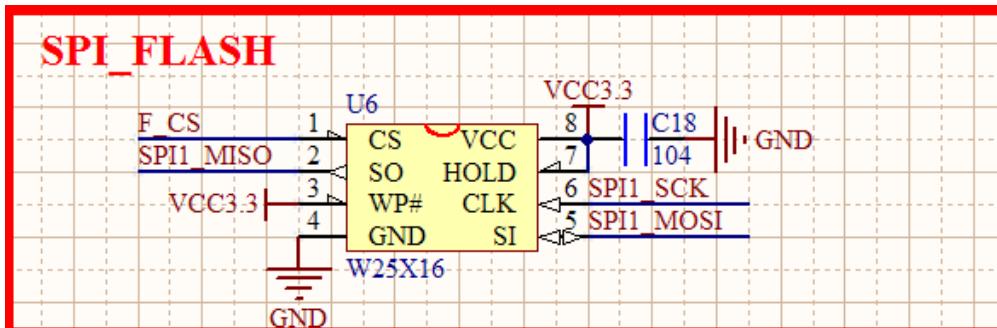 SPI_FLASH
VCC3.3
U6
F_CS 1 CS VCC 8 C18
GND
SPI1_MISO 2 SO HOLD 7 104
VCC3.3 3 WP# CLK 6 SPI1_SCK
4 GND SI 5 SPI1_MOSI
W25X16
GND